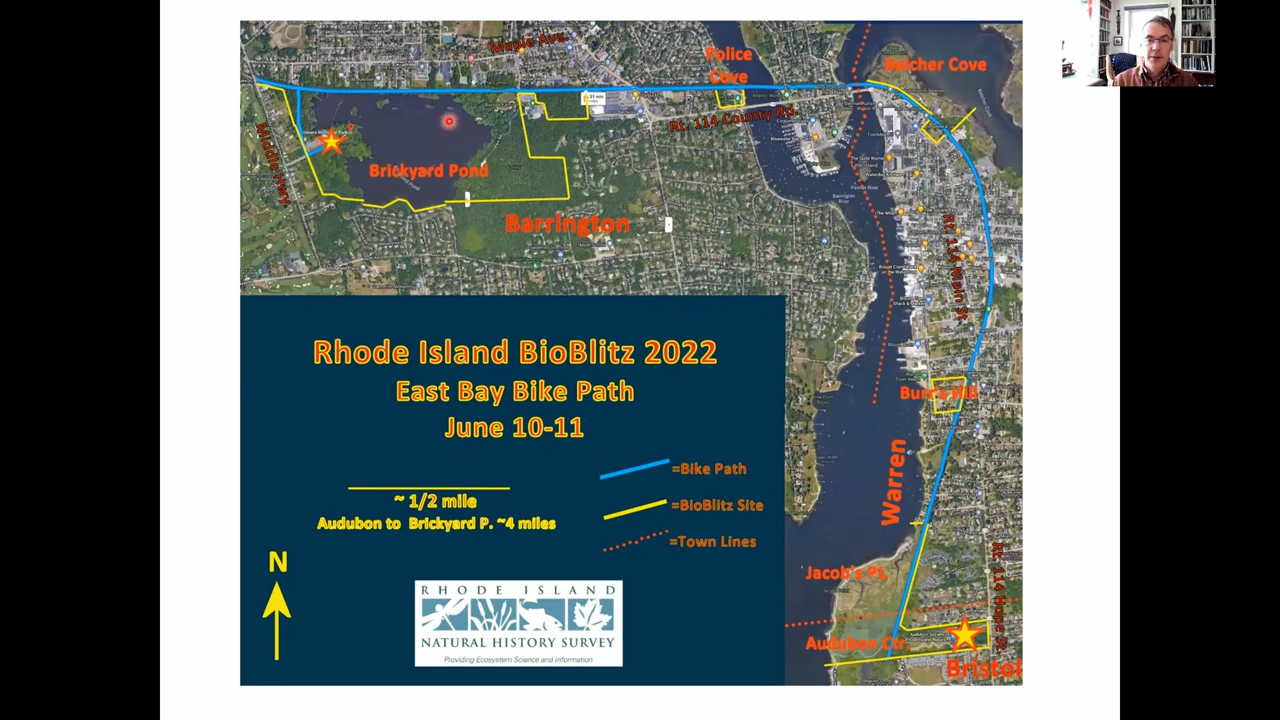 Maple Ave.
Police
Cove
Belcher Cove
Rt. 114 County Rd.
Middle Hwy.
Brickyard Pond
Barrington
Rt. 114 Main St.
Burr's Hill
Warren
Jacob's Pt.
Rt. 114 Hope St.
Audubon Ctr.
Bristol
Rhode Island BioBlitz 2022
East Bay Bike Path
June 10-11
~ 1/2 mile
Audubon to Brickyard P. ~4 miles
=Bike Path
=BioBlitz Site
=Town Lines
N
RHODE ISLAND
NATURAL HISTORY SURVEY
Providing Ecosystem Science and Information